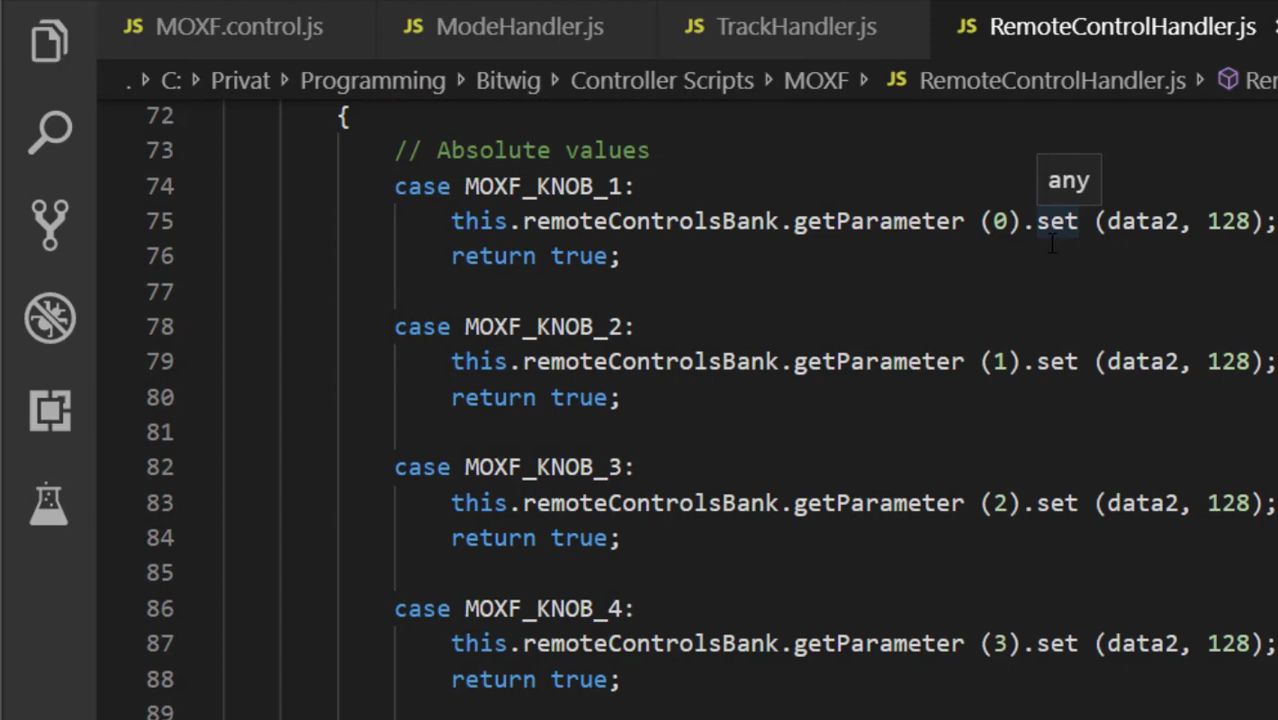 JS MOXF.control.js JS ModeHandler.js JS TrackHandler.js JS RemoteControlHandler.js
. > C: > Privat > Programming > Bitwig > Controller Scripts > MOXF > JS RemoteControlHandler.js > Rem
72 {
73 // Absolute values
any
74 case MOXF_KNOB_1:
75 this.remoteControlsBank.getParameter (0).set (data2, 128);
76 return true;
77
78 case MOXF_KNOB_2:
79 this.remoteControlsBank.getParameter (1).set (data2, 128);
80 return true;
81
82 case MOXF_KNOB_3:
83 this.remoteControlsBank.getParameter (2).set (data2, 128);
84 return true;
85
86 case MOXF_KNOB_4:
87 this.remoteControlsBank.getParameter (3).set (data2, 128);
88 return true;
89